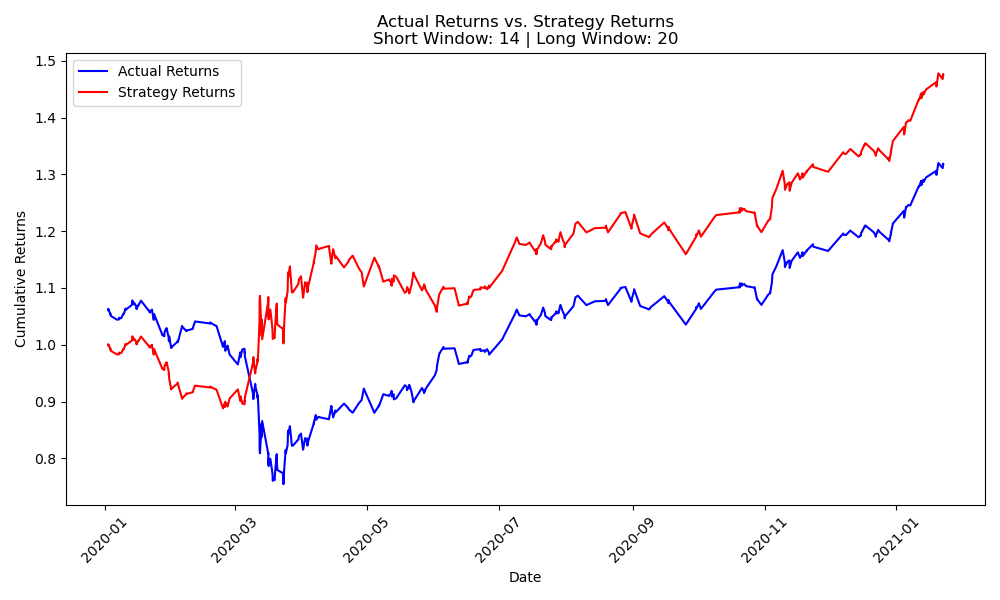 Actual Returns vs. Strategy Returns
Short Window: 14 | Long Window: 20
Actual Returns
Strategy Returns
Cumulative Returns
1.5
1.4
1.3
1.2
1.1
1.0
0.9
0.8
2020-01
2020-03
2020-05
2020-07
2020-09
2020-11
2021-01
Date